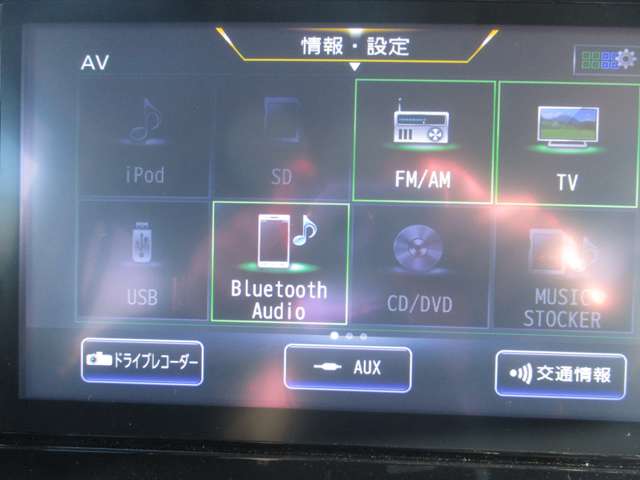 情報・設定
AV
iPod
SD
FM/AM
TV
USB
Bluetooth
Audio
CD/DVD
MUSIC
STOCKER
ドライブレコーダー
AUX
交通情報